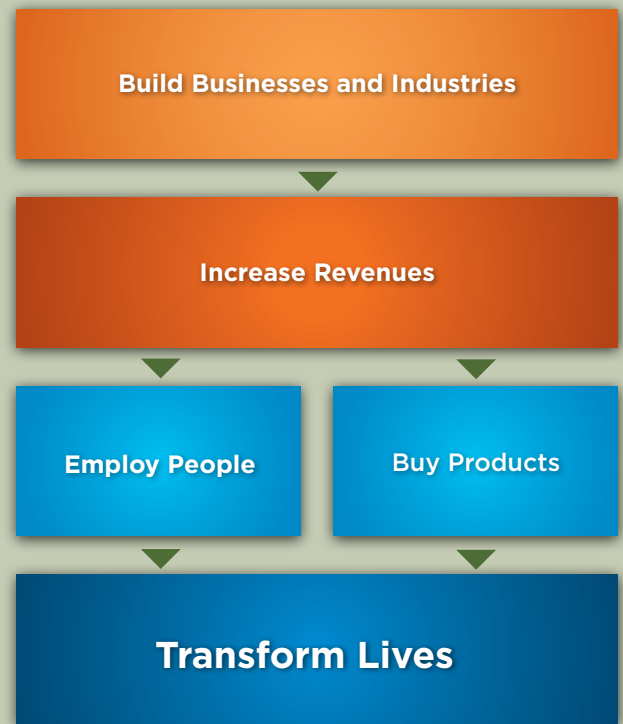 Build Businesses and Industries
Increase Revenues
Employ People
Buy Products
Transform Lives